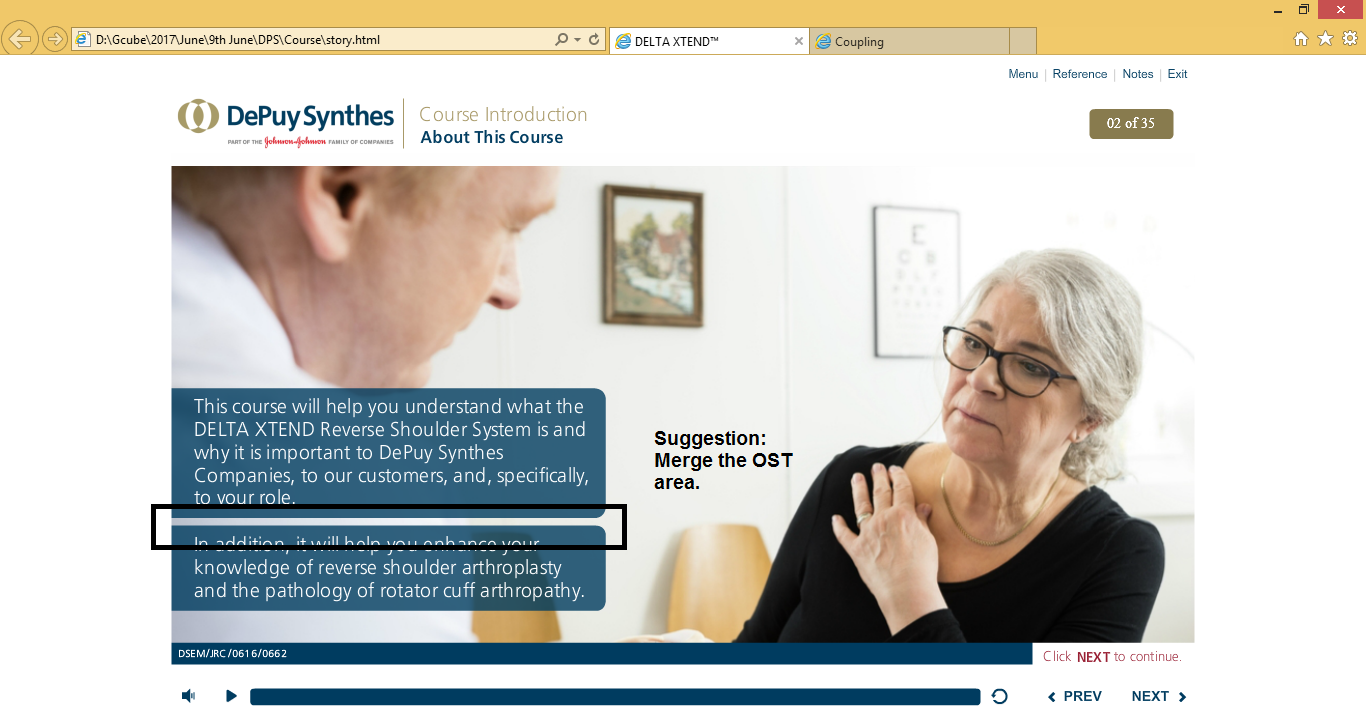 D:\Gcube\2017\June\9th June\DPS\Course\story.html
DELTA XTEND™
Coupling
Menu | Reference | Notes | Exit
DePuy Synthes
PART OF THE Johnson & Johnson FAMILY OF COMPANIES
Course Introduction
About This Course
02 of 35
E
C B
This course will help you understand what the
DELTA XTEND Reverse Shoulder System is and
why it is important to DePuy Synthes
Companies, to our customers, and, specifically,
to your role.
Suggestion:
Merge the OST
area.
In addition, it will help you enhance your
knowledge of reverse shoulder arthroplasty
and the pathology of rotator cuff arthropathy.
DSEM/JRC/0616/0662
Click NEXT to continue.
PREV
NEXT